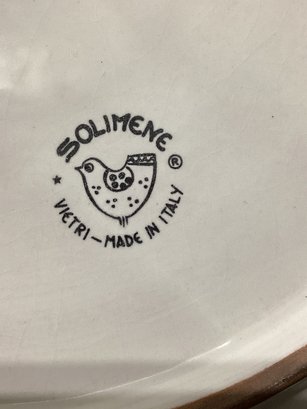 SOLIMENE
®
VIETRI – MADE IN ITALY